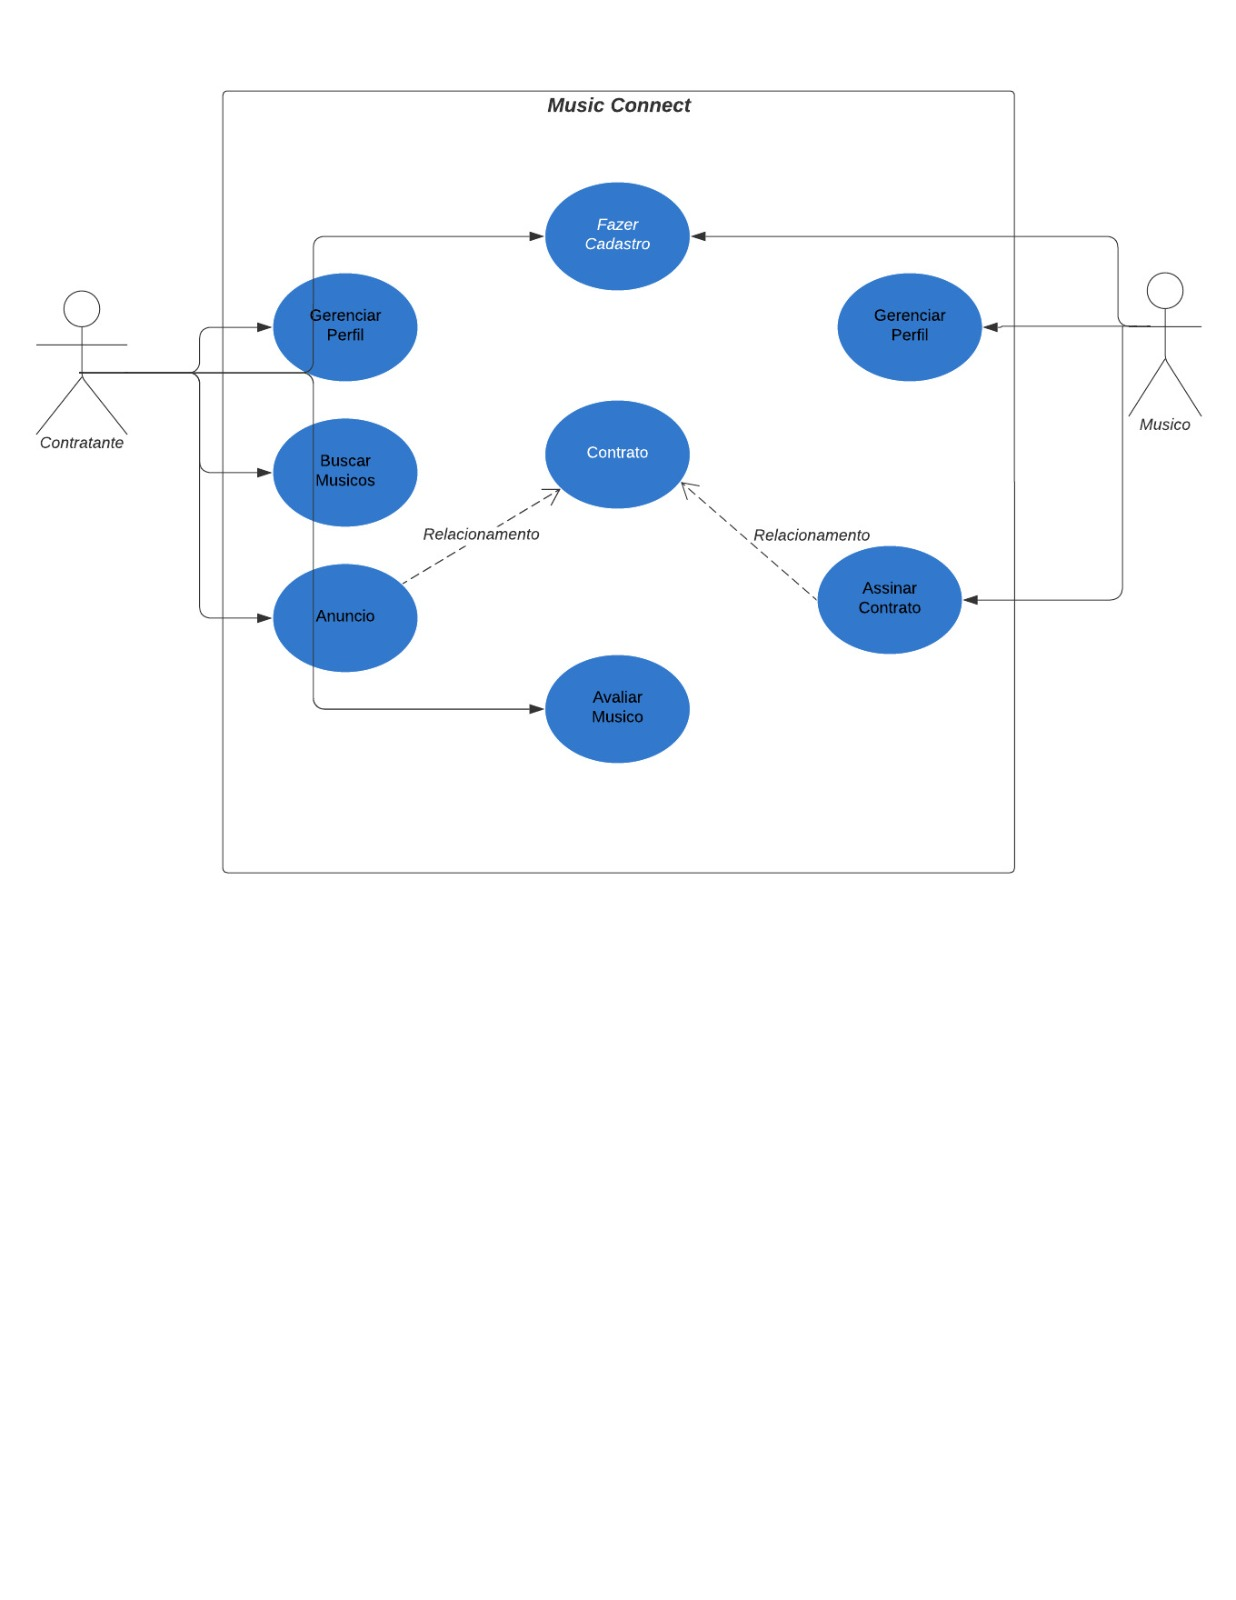 Music Connect
Fazer
Cadastro
Gerenciar
Perfil
Gerenciar
Perfil
Contratante
Musico
Buscar
Musicos
Contrato
Relacionamento
Relacionamento
Anuncio
Assinar
Contrato
Avaliar
Musico